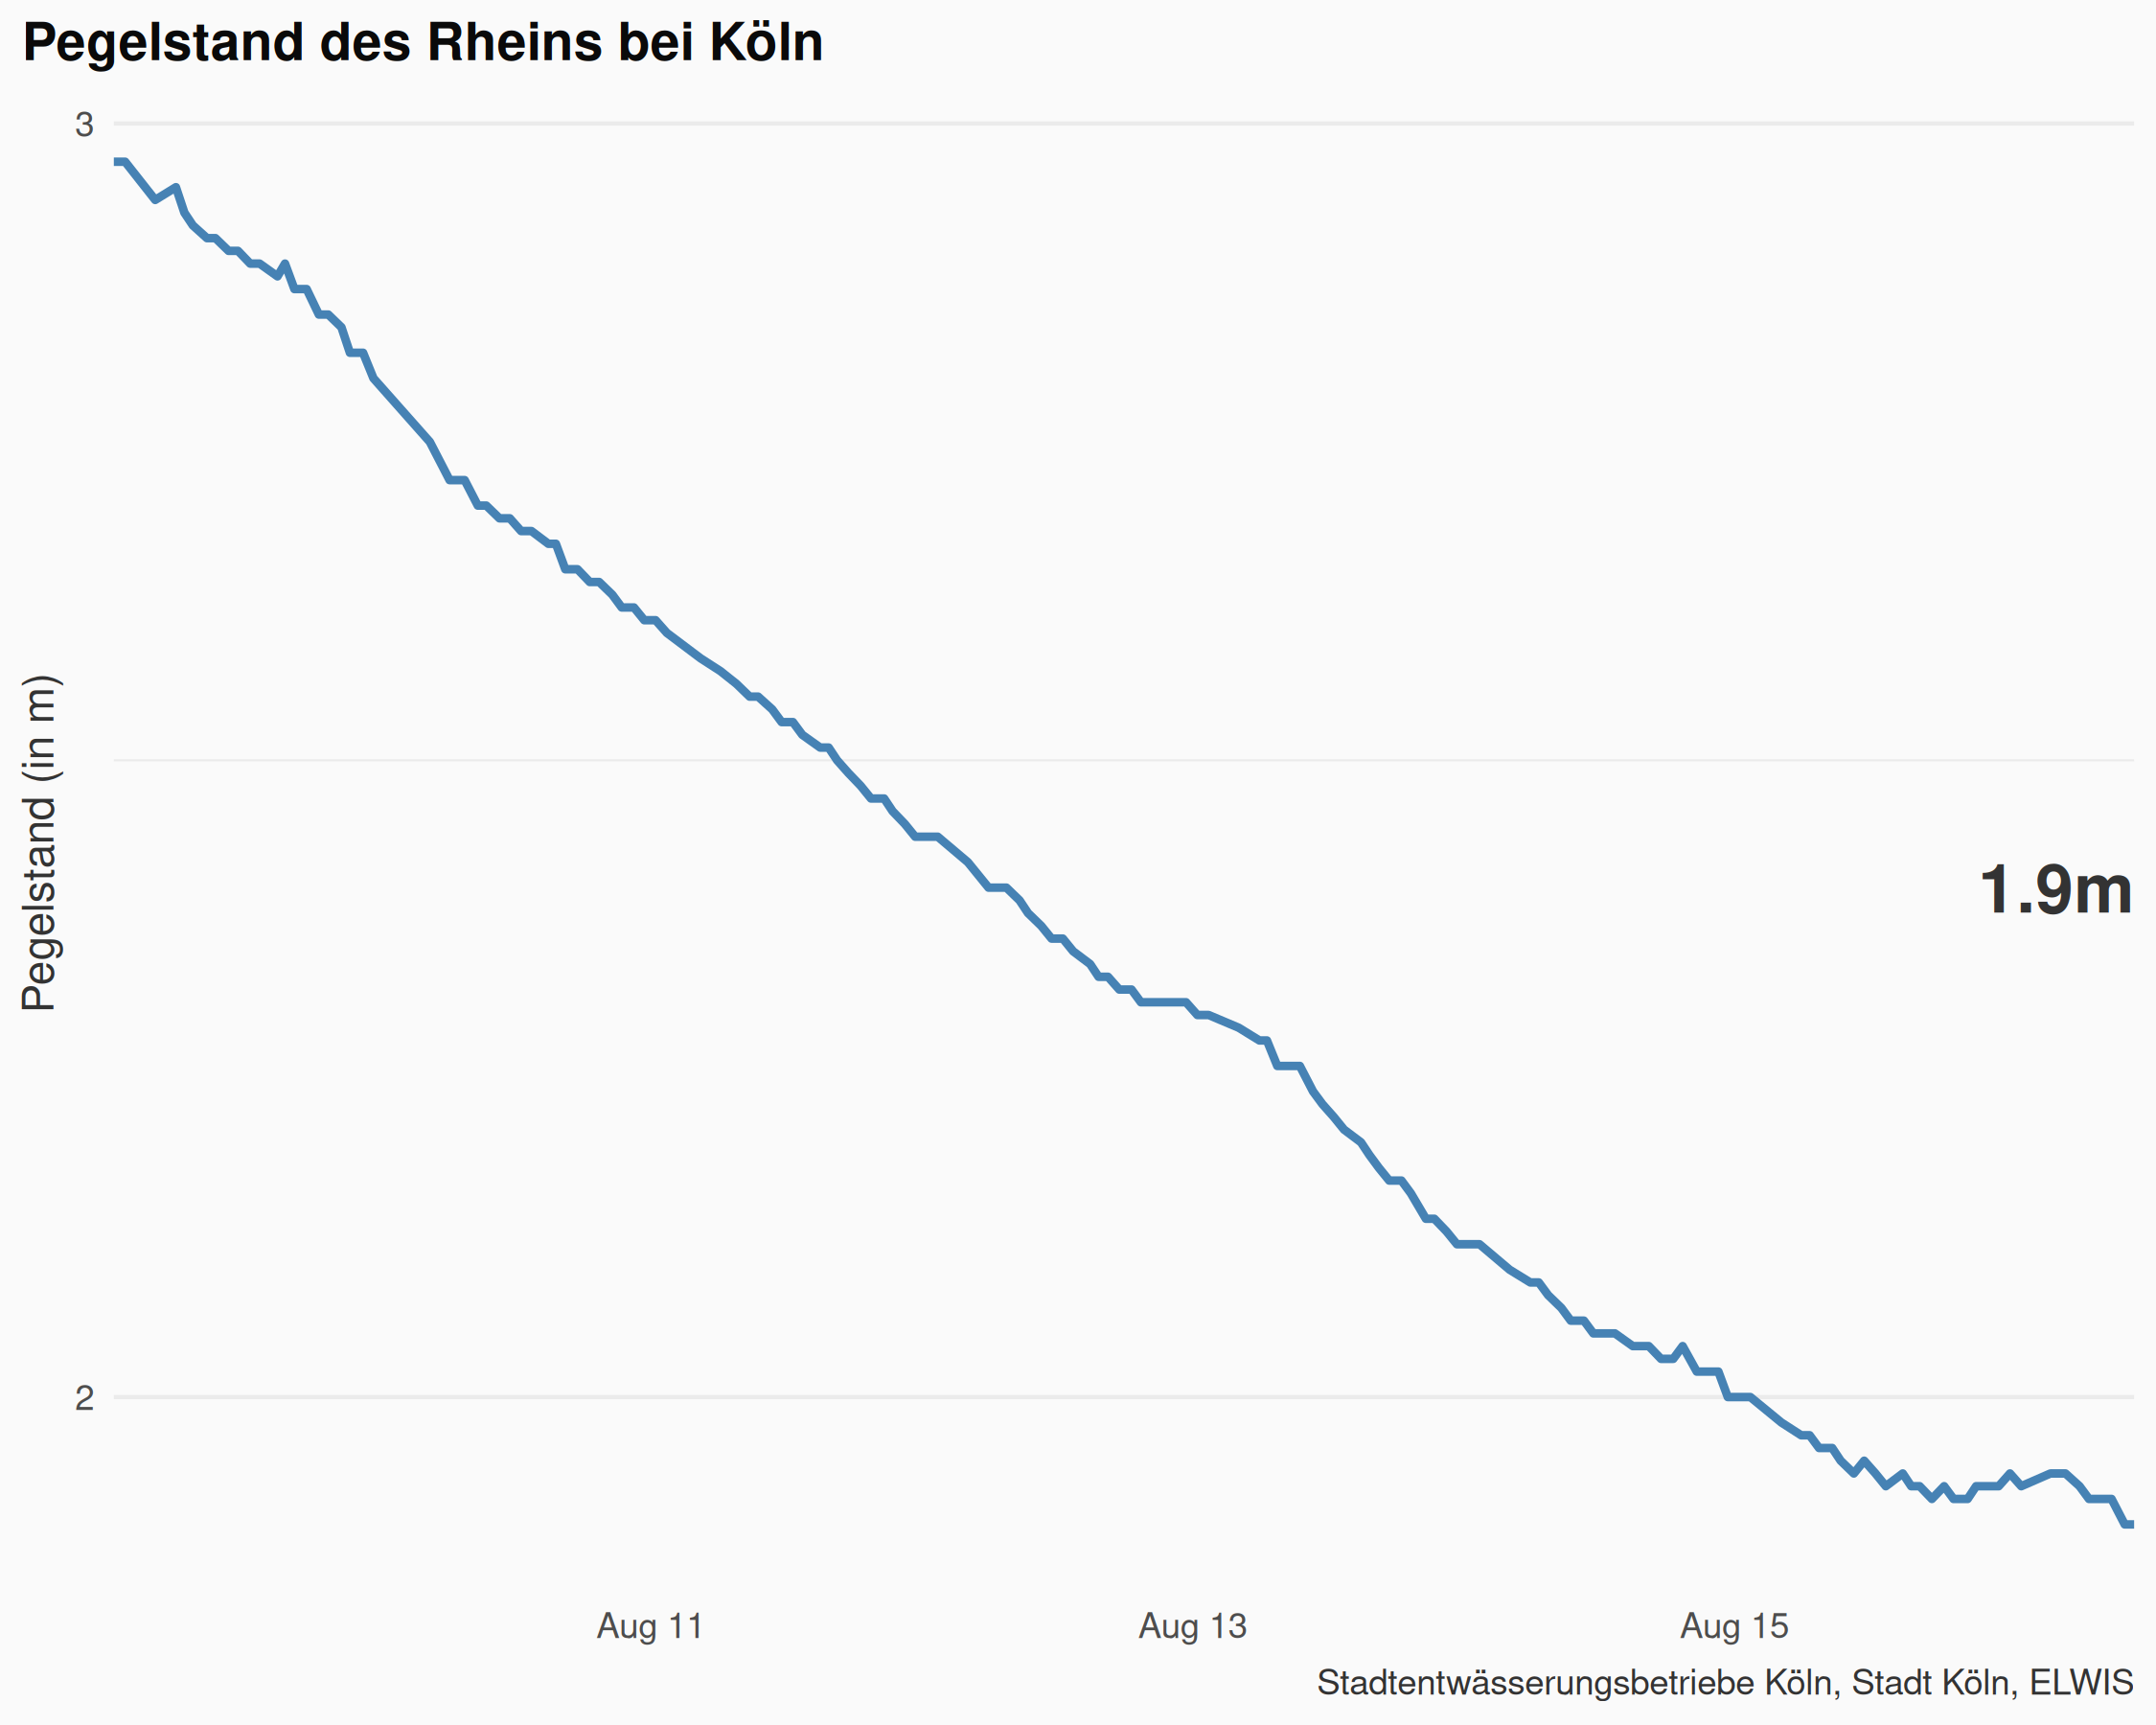 Pegelstand des Rheins bei Köln
3
Pegelstand (in m)
1.9m
2
Aug 11
Aug 13
Aug 15
Stadtentwässerungsbetriebe Köln, Stadt Köln, ELWIS